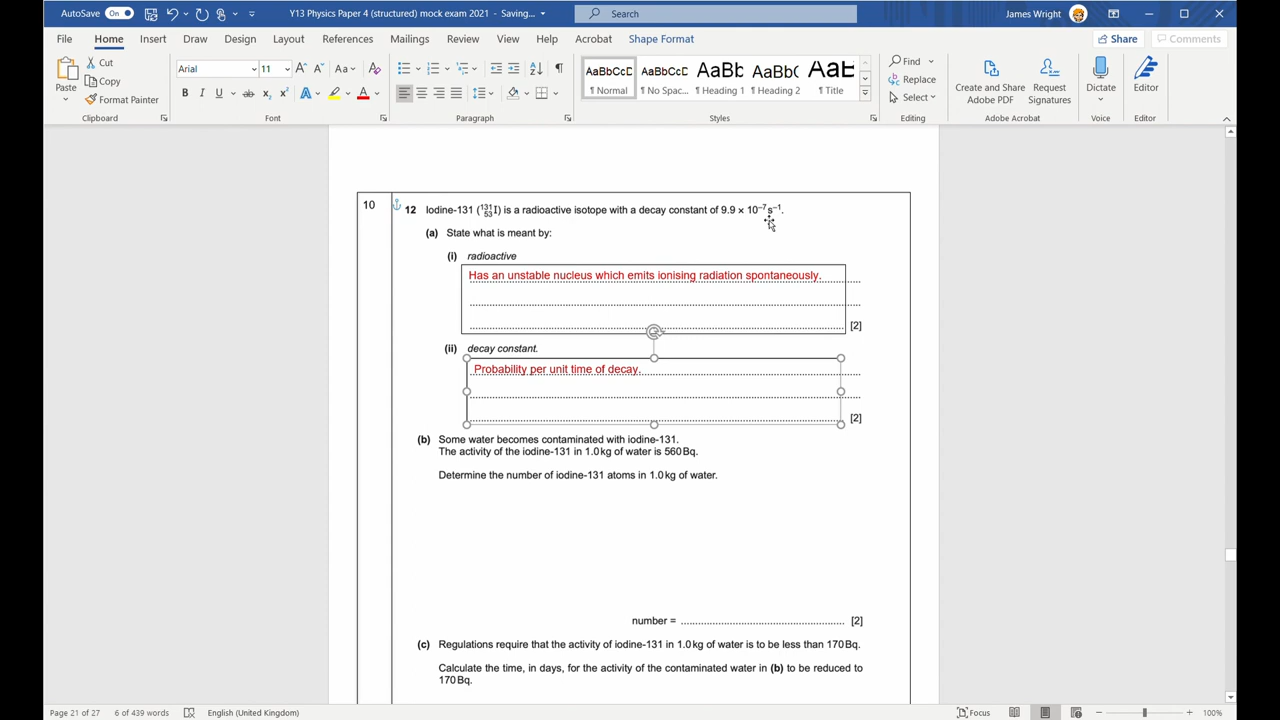 AutoSave On Y13 Physics Paper 4 (structured) mock exam 2021 - Saving... Search James Wright
File Home Insert Draw Design Layout References Mailings Review View Help Acrobat Shape Format Share Comments
Paste Cut Copy Format Painter Clipboard
Arial 11 Aa B I U ab x₂ x² A A Font
Paragraph
AaBbCcD ¶ Normal AaBbCcD ¶ No Spac... AaBb( ¶ Heading 1 AaBb( ¶ Heading 2 AaB ¶ Title Styles
Find Replace Select Editing
Create and Share Adobe PDF Request Signatures Adobe Acrobat
Dictate Voice
Editor Editor
10
12 Iodine-131 (¹³¹₅₃I) is a radioactive isotope with a decay constant of 9.9 × 10⁻⁷ s⁻¹.
(a) State what is meant by:
(i) radioactive
Has an unstable nucleus which emits ionising radiation spontaneously.
[2]
(ii) decay constant.
Probability per unit time of decay.
[2]
(b) Some water becomes contaminated with iodine-131.
The activity of the iodine-131 in 1.0 kg of water is 560 Bq.
Determine the number of iodine-131 atoms in 1.0 kg of water.
number = ...................................................... [2]
(c) Regulations require that the activity of iodine-131 in 1.0 kg of water is to be less than 170 Bq.
Calculate the time, in days, for the activity of the contaminated water in (b) to be reduced to
170 Bq.
Page 21 of 27 6 of 439 words English (United Kingdom) Focus 100%